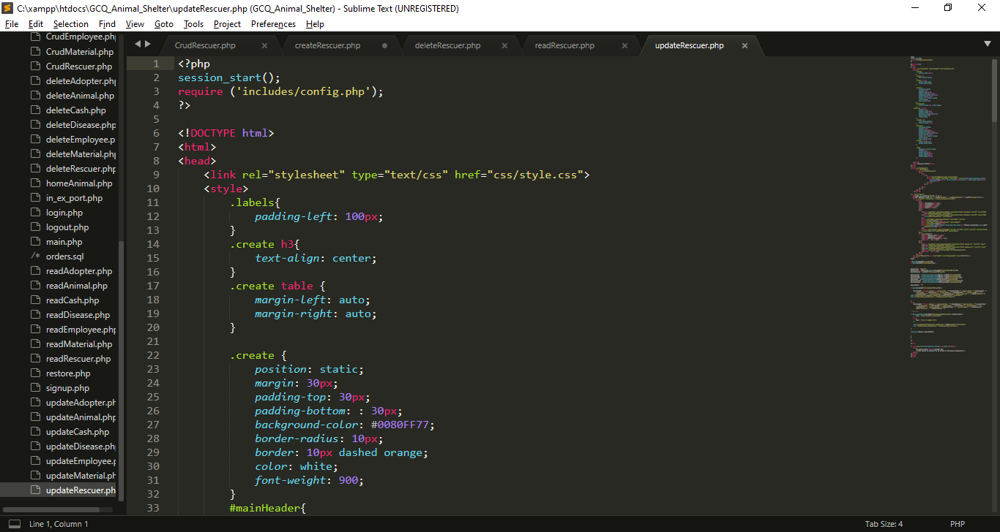 C:\xampp\htdocs\GCQ_Animal_Shelter\updateRescuer.php (GCQ_Animal_Shelter) - Sublime Text (UNREGISTERED)
File Edit Selection Find View Goto Tools Project Preferences Help
CrudRescuer.php createRescuer.php deleteRescuer.php readRescuer.php updateRescuer.php
CrudEmployee.php
CrudMaterial.php
CrudRescuer.php
deleteAdopter.php
deleteAnimal.php
deleteCash.php
deleteDisease.php
deleteEmployee.p
deleteMaterial.php
deleteRescuer.php
homeAnimal.php
in_ex_port.php
login.php
logout.php
main.php
/* orders.sql
readAdopter.php
readAnimal.php
readCash.php
readDisease.php
readEmployee.php
readMaterial.php
readRescuer.php
restore.php
signup.php
updateAdopter.ph
updateAnimal.php
updateCash.php
updateDisease.php
updateEmployee.p
updateMaterial.ph
updateRescuer.ph
1 <?php
2 session_start();
3 require ('includes/config.php');
4 ?>
5
6 <!DOCTYPE html>
7 <html>
8 <head>
9 <link rel="stylesheet" type="text/css" href="css/style.css">
10 <style>
11 .labels{
12 padding-left: 100px;
13 }
14 .create h3{
15 text-align: center;
16 }
17 .create table {
18 margin-left: auto;
19 margin-right: auto;
20 }
21
22 .create {
23 position: static;
24 margin: 30px;
25 padding-top: 30px;
26 padding-bottom: : 30px;
27 background-color: #0080FF77;
28 border-radius: 10px;
29 border: 10px dashed orange;
30 color: white;
31 font-weight: 900;
32 }
33 #mainHeader{
Line 1, Column 1 Tab Size: 4 PHP